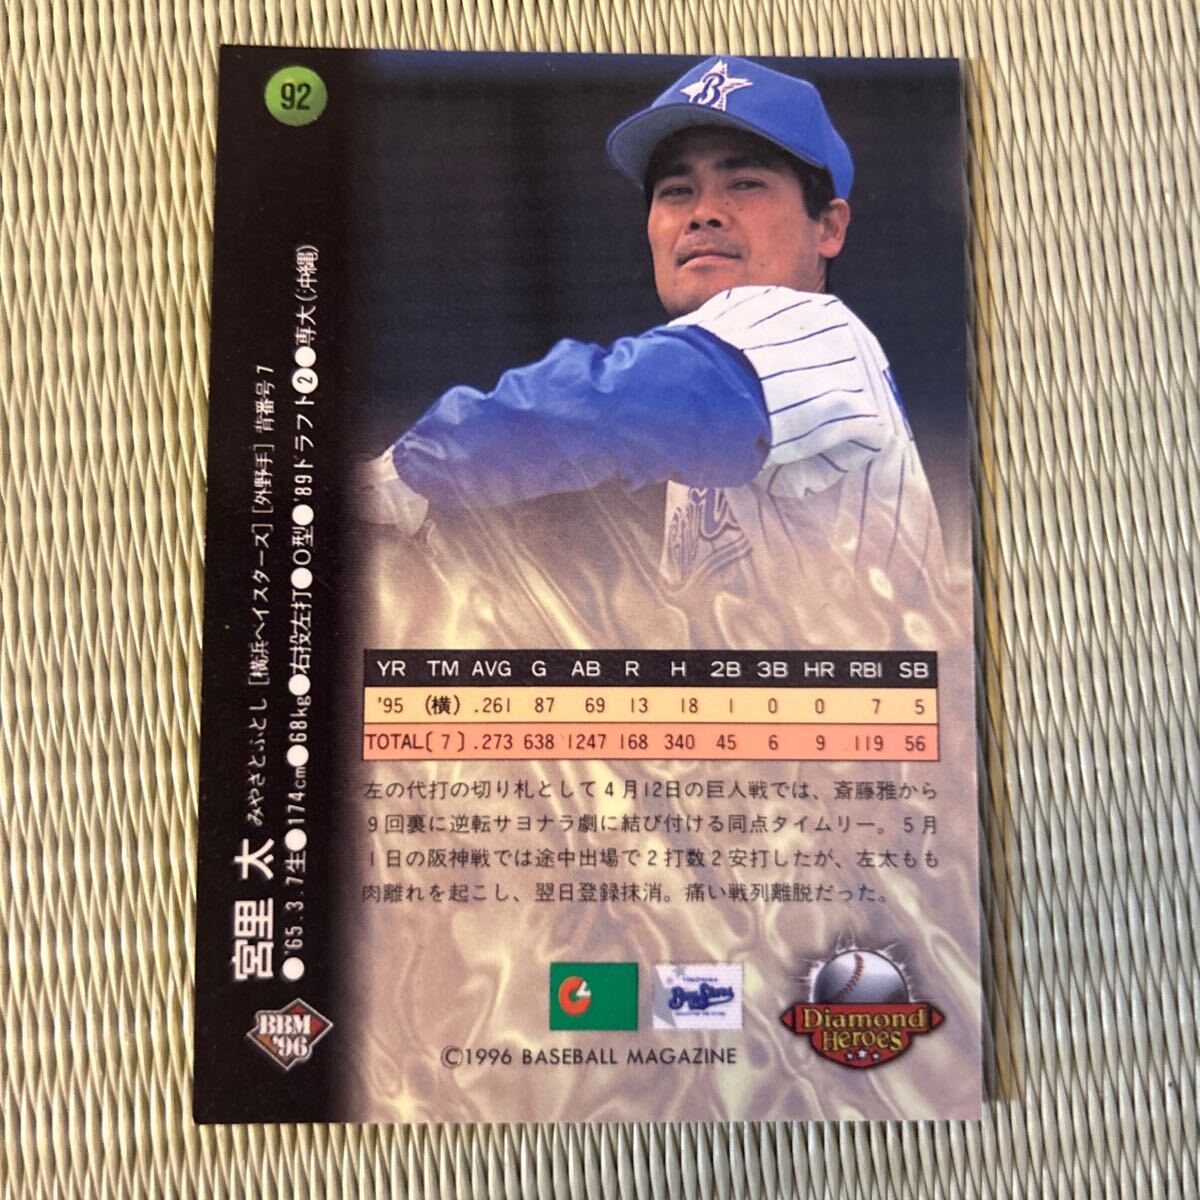 92
宮里 太 みやざとふとし [横浜ベイスターズ] [外野手] 背番号 7
●'65.3.7生●174cm●68kg●右投左打●O型●'89ドラフト②●専大(沖縄)
B
YR TM AVG G AB R H 2B 3B HR RBI SB
'95 (横) .261 87 69 13 18 1 0 0 7 5
TOTAL〔7〕.273 638 1247 168 340 45 6 9 119 56
左の代打の切り札として4月12日の巨人戦では、斎藤雅から
9回裏に逆転サヨナラ劇に結び付ける同点タイムリー。5月
1日の阪神戦では途中出場で2打数2安打したが、左太もも
肉離れを起こし、翌日登録抹消。痛い戦列離脱だった。
BBM
'96
YOKOHAMA
BayStars
Diamond
Heroes
©1996 BASEBALL MAGAZINE